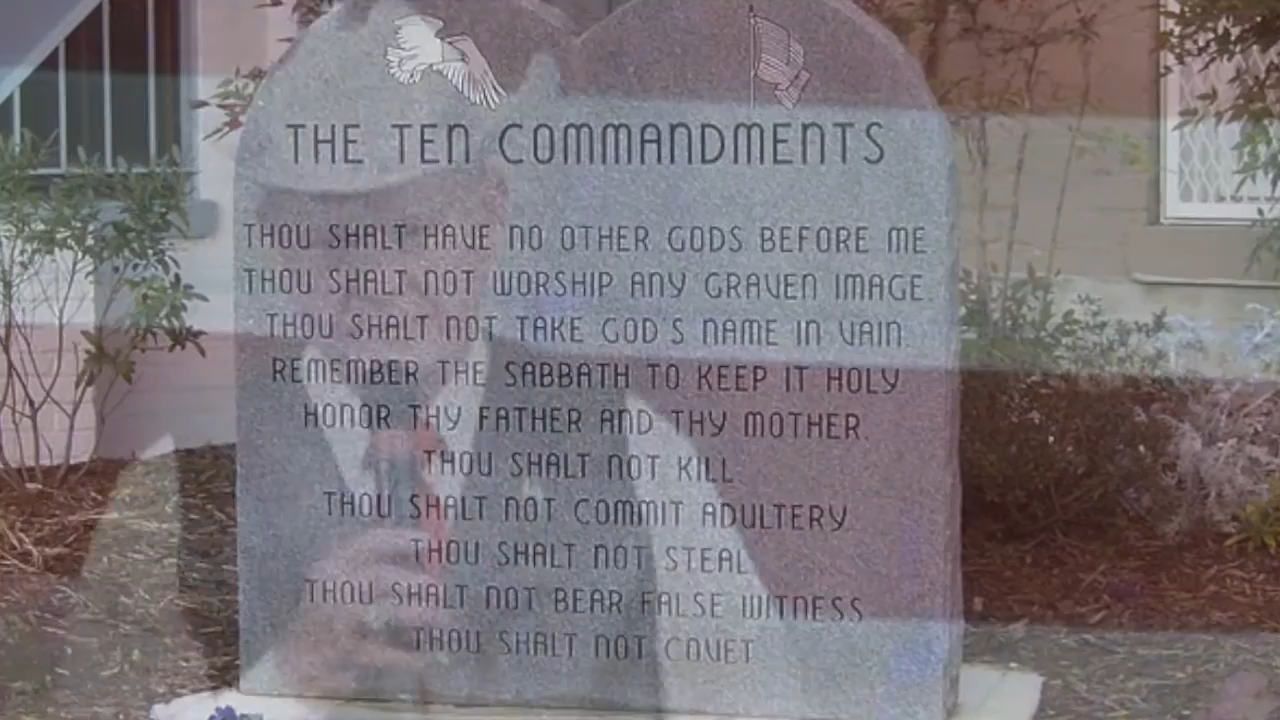 THE TEN COMMANDMENTS
THOU SHALT HAVE NO OTHER GODS BEFORE ME.
THOU SHALT NOT WORSHIP ANY GRAVEN IMAGE.
THOU SHALT NOT TAKE GOD'S NAME IN VAIN.
REMEMBER THE SABBATH TO KEEP IT HOLY.
HONOR THY FATHER AND THY MOTHER.
THOU SHALT NOT KILL.
THOU SHALT NOT COMMIT ADULTERY
THOU SHALT NOT STEAL
THOU SHALT NOT BEAR FALSE WITNESS
THOU SHALT NOT COVET